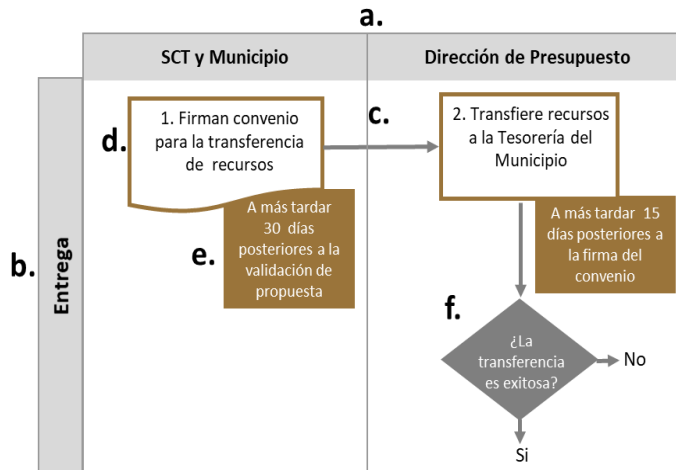 a.
SCT y Municipio
Dirección de Presupuesto
b.
Entrega
d.
1. Firman convenio
para la transferencia
de recursos
c.
2. Transfiere recursos
a la Tesorería del
Municipio
e.
A más tardar
30 días
posteriores a la
validación de
propuesta
A más tardar 15
días posteriores a
la firma del
convenio
f.
¿La
transferencia
es exitosa?
No
Si